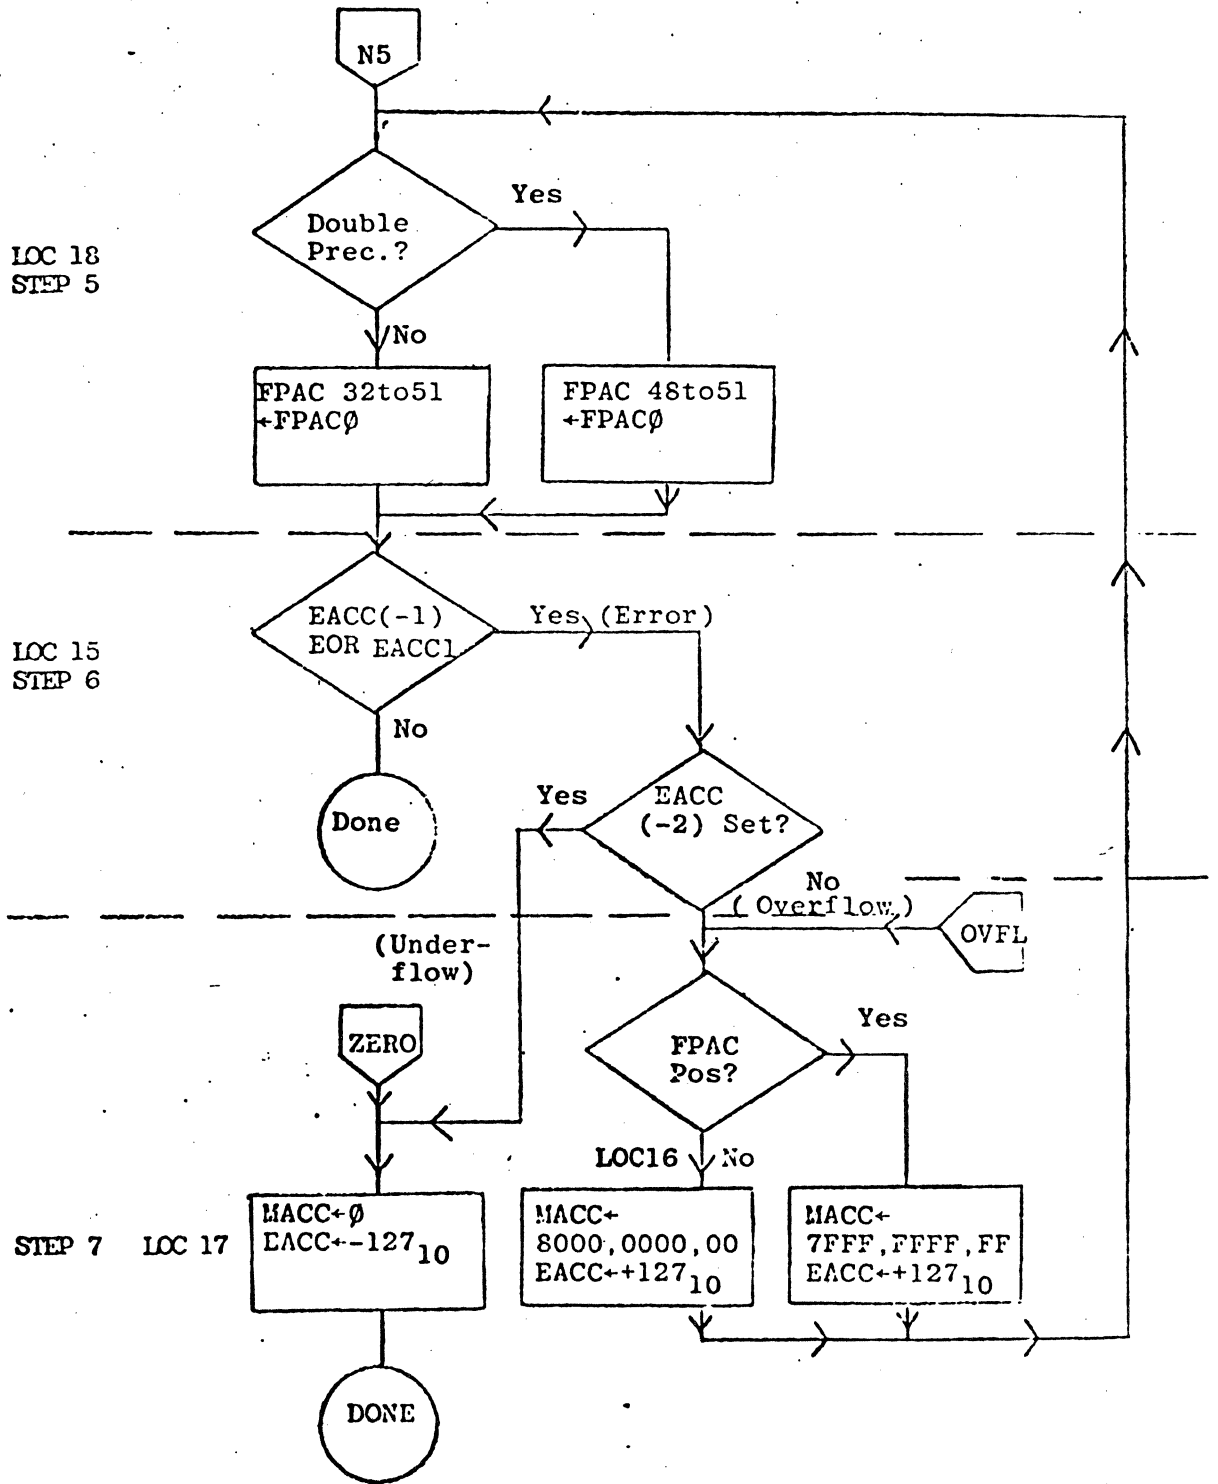 N5
Yes
Double
Prec.?
LOC 18
STEP 5
No
FPAC 32to51
←FPACØ
FPAC 48to51
←FPACØ
EACC(-1)
EOR EACC1
Yes (Error)
LOC 15
STEP 6
No
Done
Yes
EACC
(-2) Set?
No
(Overflow)
OVFL
(Under-
flow)
ZERO
FPAC
Pos?
Yes
LOC16
No
STEP 7 LOC 17
MACC←Ø
EACC←-127₁₀
MACC←
8000,0000,00
EACC←+127₁₀
MACC←
7FFF,FFFF,FF
EACC←+127₁₀
DONE